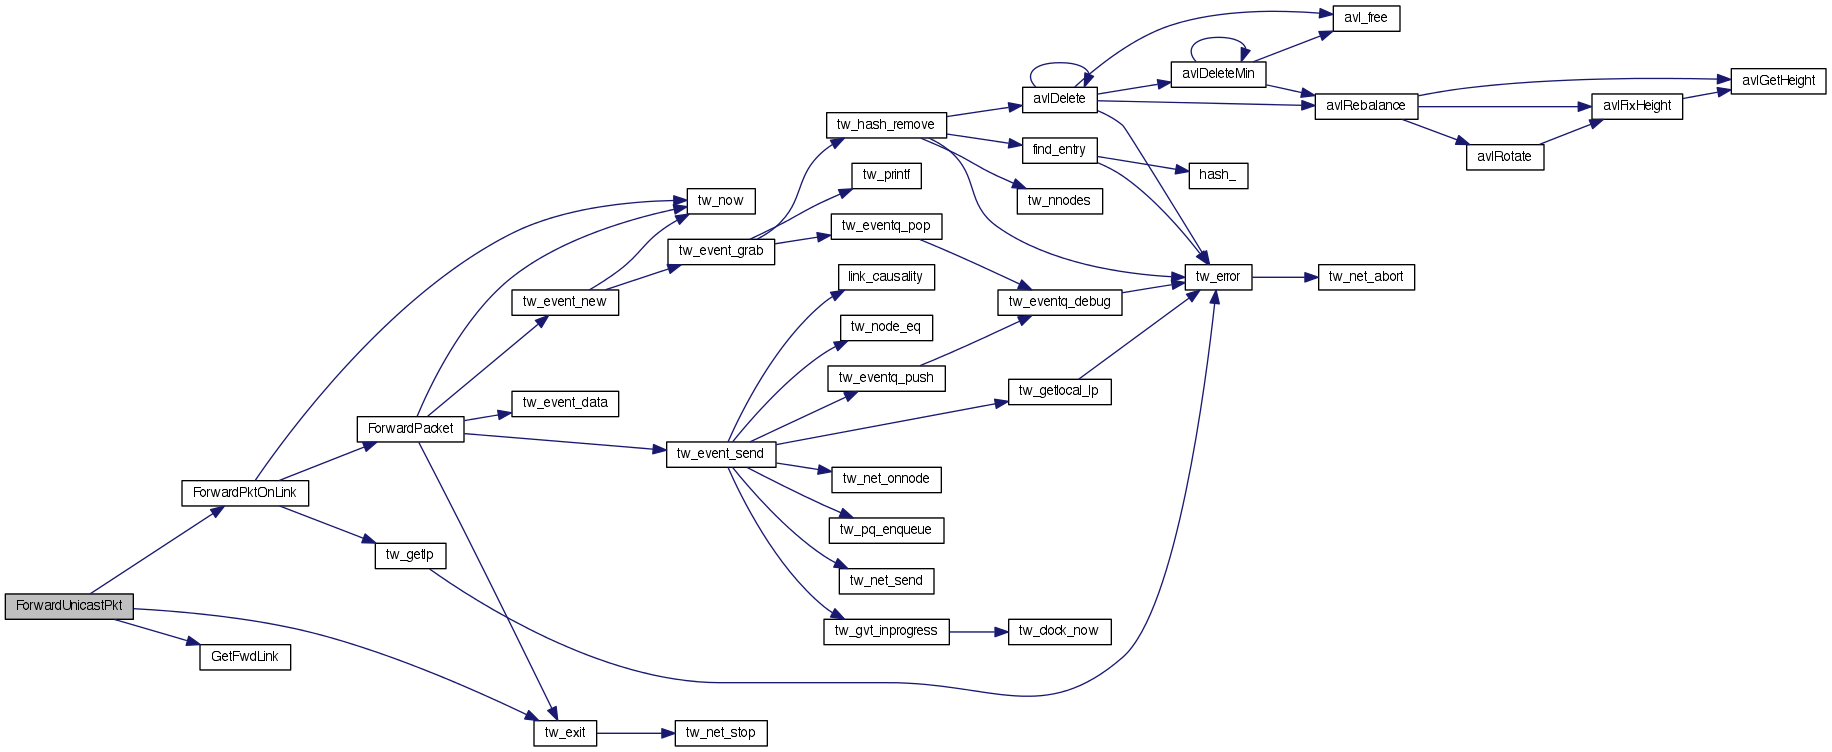 avl_free
avlDeleteMin
avlGetHeight
avlDelete
avlRebalance
avlFixHeight
tw_hash_remove
find_entry
avlRotate
tw_printf
hash_
tw_now
tw_nnodes
tw_eventq_pop
tw_event_grab
link_causality
tw_error
tw_net_abort
tw_event_new
tw_eventq_debug
tw_node_eq
tw_eventq_push
tw_getlocal_lp
tw_event_data
ForwardPacket
tw_event_send
tw_net_onnode
ForwardPktOnLink
tw_pq_enqueue
tw_getlp
tw_net_send
ForwardUnicastPkt
tw_gvt_inprogress
tw_clock_now
GetFwdLink
tw_exit
tw_net_stop